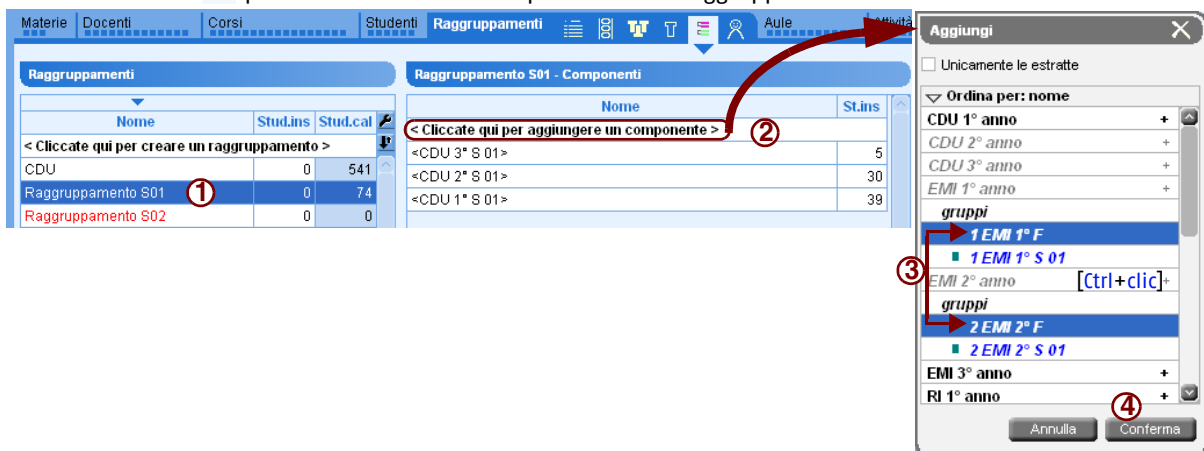 Materie Docenti Corsi Studenti Raggruppamenti Aule Attività
Raggruppamenti
Nome Stud.ins Stud.cal
< Cliccate qui per creare un raggruppamento >
CDU 0 541
Raggruppamento S01 0 74
Raggruppamento S02 0 0
1
Raggruppamento S01 - Componenti
Nome St.ins
< Cliccate qui per aggiungere un componente >
2
<CDU 3° S 01> 5
<CDU 2° S 01> 30
<CDU 1° S 01> 39
Aggiungi
Unicamente le estratte
Ordina per: nome
CDU 1° anno +
CDU 2° anno +
CDU 3° anno +
EMI 1° anno +
gruppi
1 EMI 1° F
1 EMI 1° S 01
3
EMI 2° anno [Ctrl+clic] +
gruppi
2 EMI 2° F
2 EMI 2° S 01
EMI 3° anno +
RI 1° anno +
4
Annulla Conferma